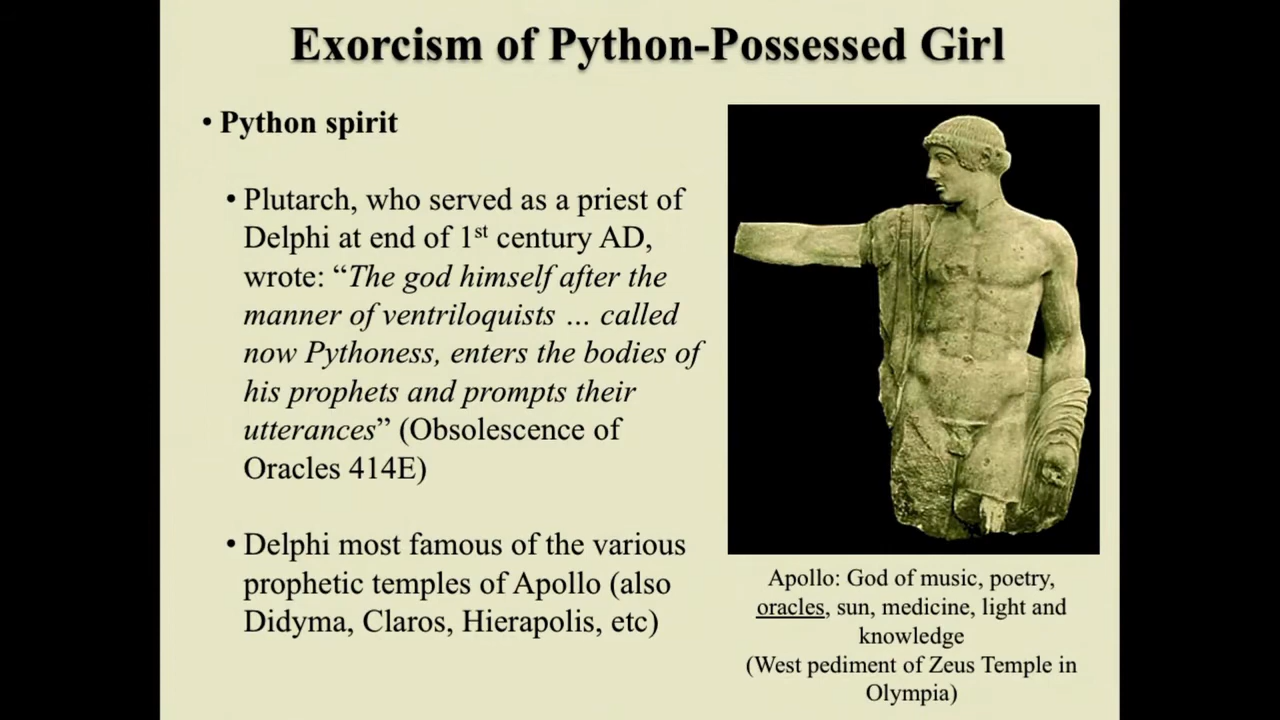 Exorcism of Python-Possessed Girl
• Python spirit
• Plutarch, who served as a priest of
Delphi at end of 1st century AD,
wrote: “The god himself after the
manner of ventriloquists … called
now Pythoness, enters the bodies of
his prophets and prompts their
utterances” (Obsolescence of
Oracles 414E)
• Delphi most famous of the various
prophetic temples of Apollo (also
Didyma, Claros, Hierapolis, etc)
Apollo: God of music, poetry,
oracles, sun, medicine, light and
knowledge
(West pediment of Zeus Temple in
Olympia)